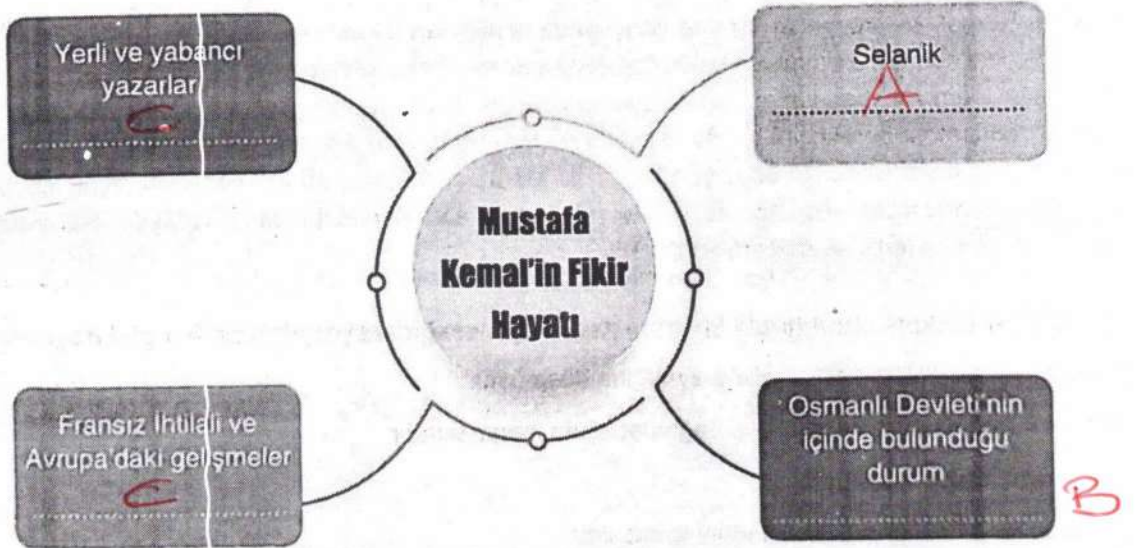 Yerli ve yabancı
yazarlar
C.
Selanik
A
Mustafa
Kemal'in Fikir
Hayatı
Fransız İhtilali ve
Avrupa'daki gelişmeler
C
Osmanlı Devleti'nin
içinde bulunduğu
durum
B